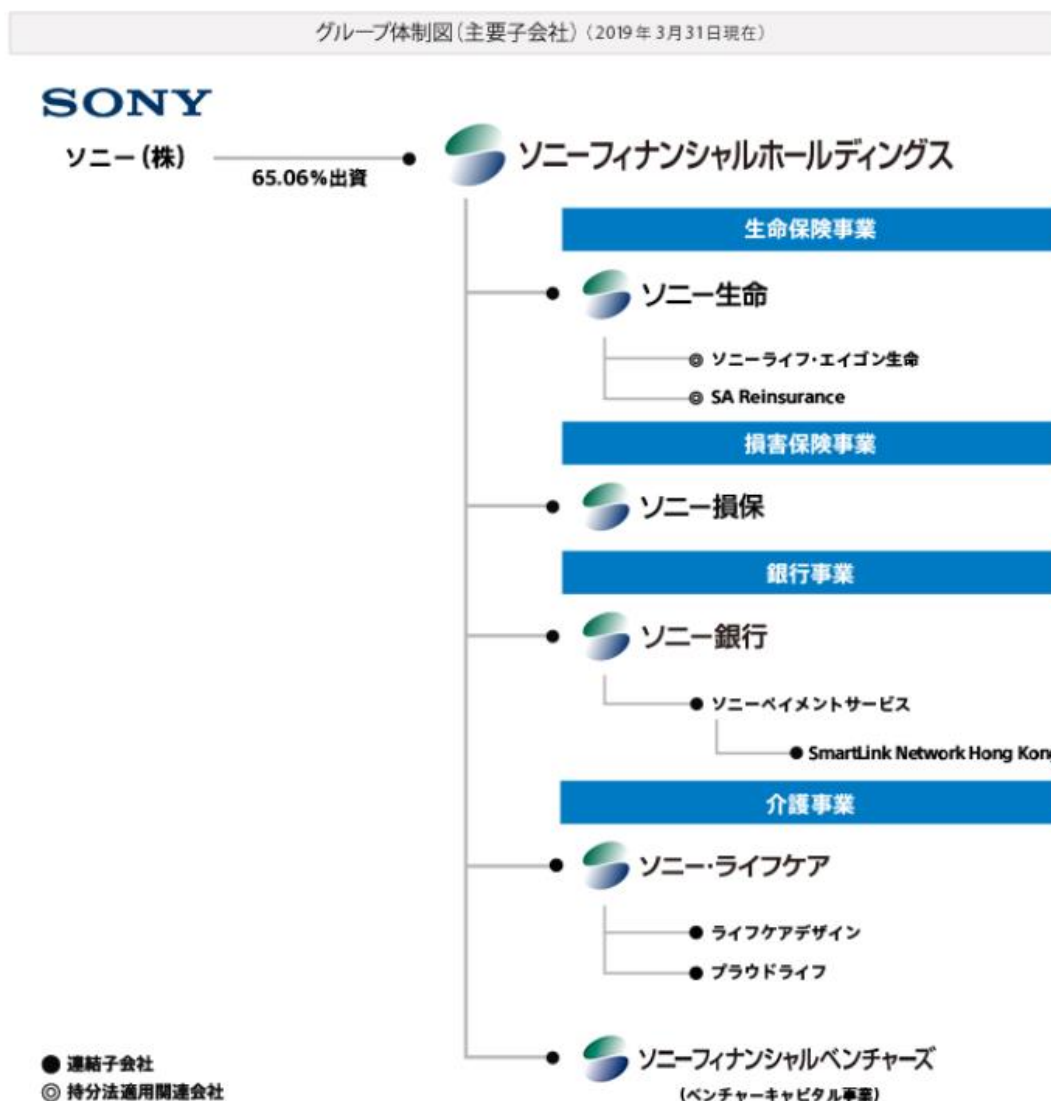 グループ体制図(主要子会社)(2019年3月31日現在)
SONY
ソニー(株)
65.06%出資
ソニーフィナンシャルホールディングス
生命保険事業
ソニー生命
◎ ソニーライフ・エイゴン生命
◎ SA Reinsurance
損害保険事業
ソニー損保
銀行事業
ソニー銀行
● ソニーペイメントサービス
● SmartLink Network Hong Kong
介護事業
ソニー・ライフケア
● ライフケアデザイン
● プラウドライフ
ソニーフィナンシャルベンチャーズ
(ベンチャーキャピタル事業)
● 連結子会社
◎ 持分法適用関連会社